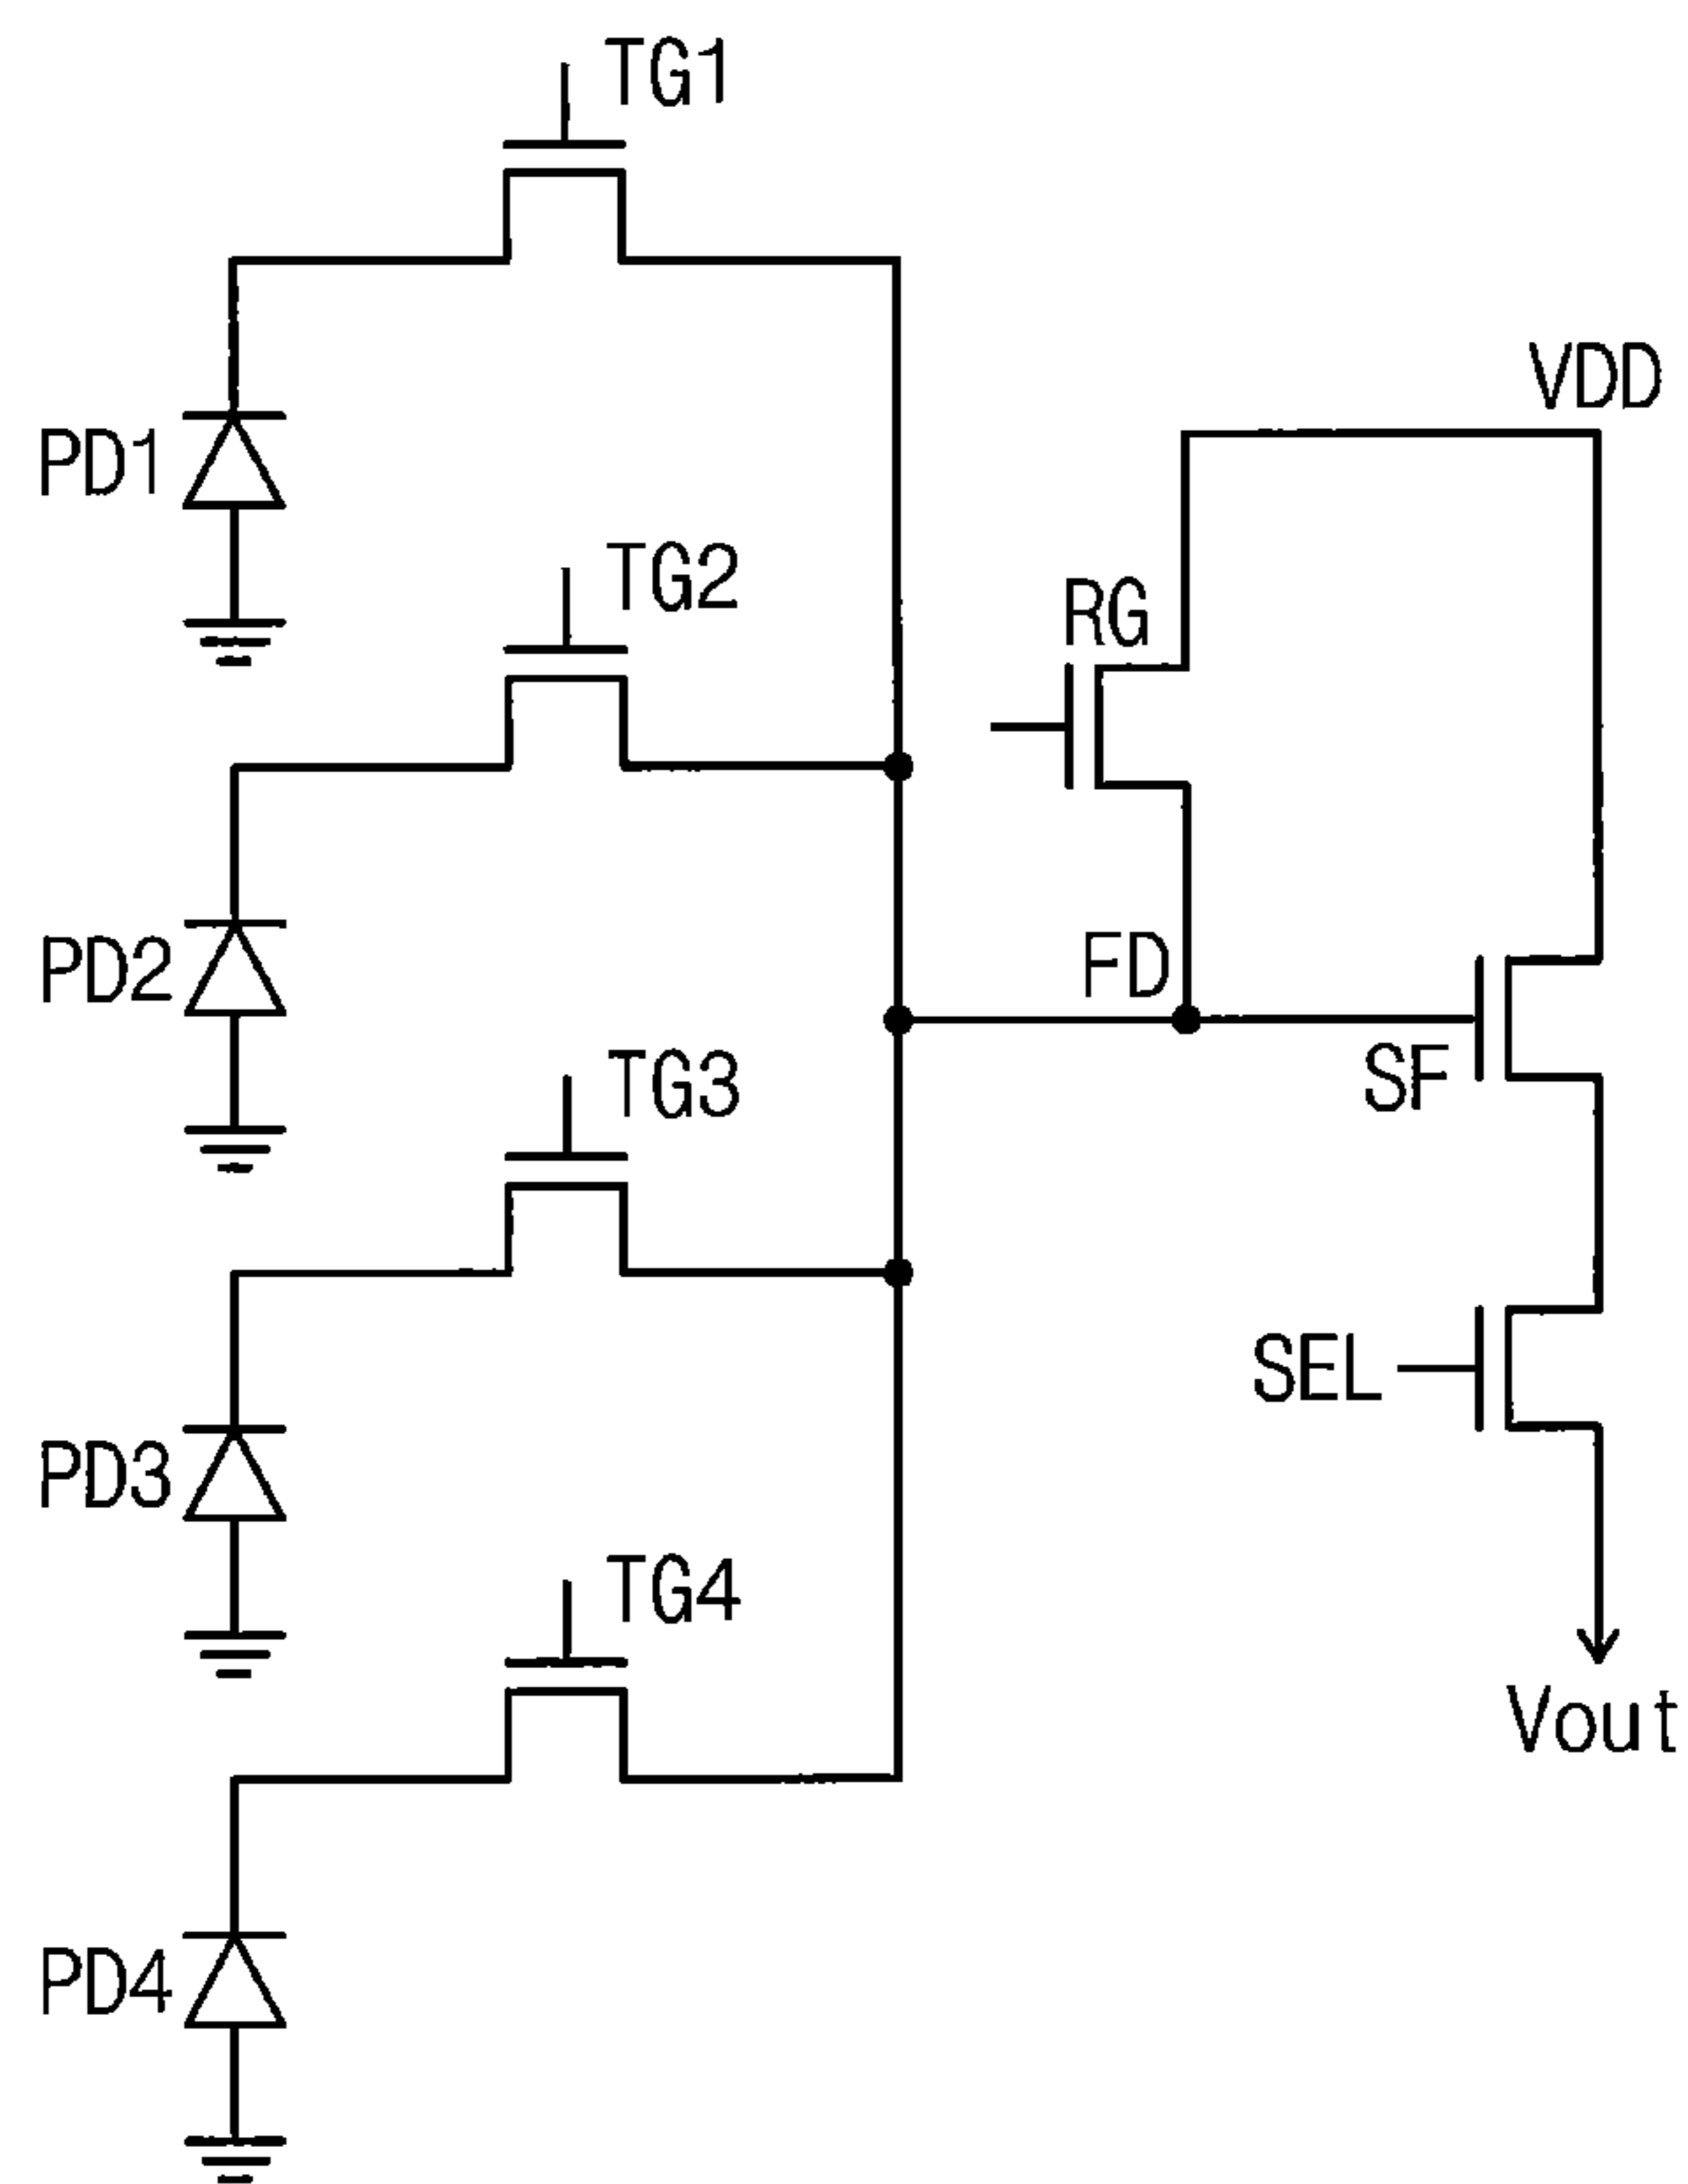 TG1
VDD
PD1
TG2
RG
PD2
FD
TG3
SF
SEL
PD3
TG4
Vout
PD4